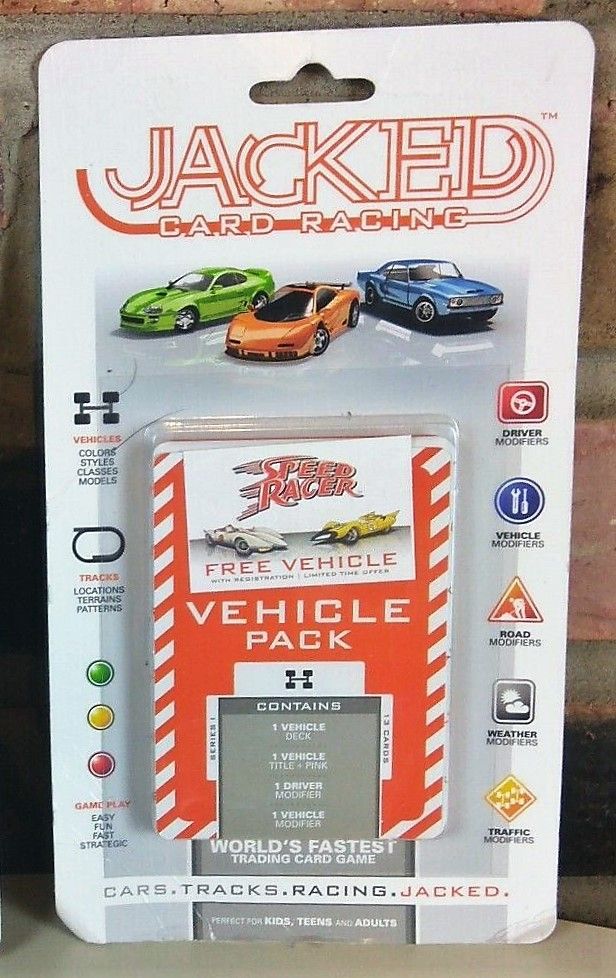 JACKED™
CARD RACING
VEHICLES
COLORS
STYLES
CLASSES
MODELS
TRACKS
LOCATIONS
TERRAINS
PATTERNS
GAME PLAY
EASY
FUN
FAST
STRATEGIC
SPEED
RACER
FREE VEHICLE
WITH REGISTRATION | LIMITED TIME OFFER
VEHICLE
PACK
CONTAINS
SERIES I
13 CARDS
1 VEHICLE
DECK
1 VEHICLE
TITLE + PINK
1 DRIVER
MODIFIER
1 VEHICLE
MODIFIER
DRIVER
MODIFIERS
VEHICLE
MODIFIERS
ROAD
MODIFIERS
WEATHER
MODIFIERS
TRAFFIC
MODIFIERS
WORLD'S FASTEST
TRADING CARD GAME
CARS.TRACKS.RACING.JACKED.
PERFECT FOR KIDS, TEENS AND ADULTS